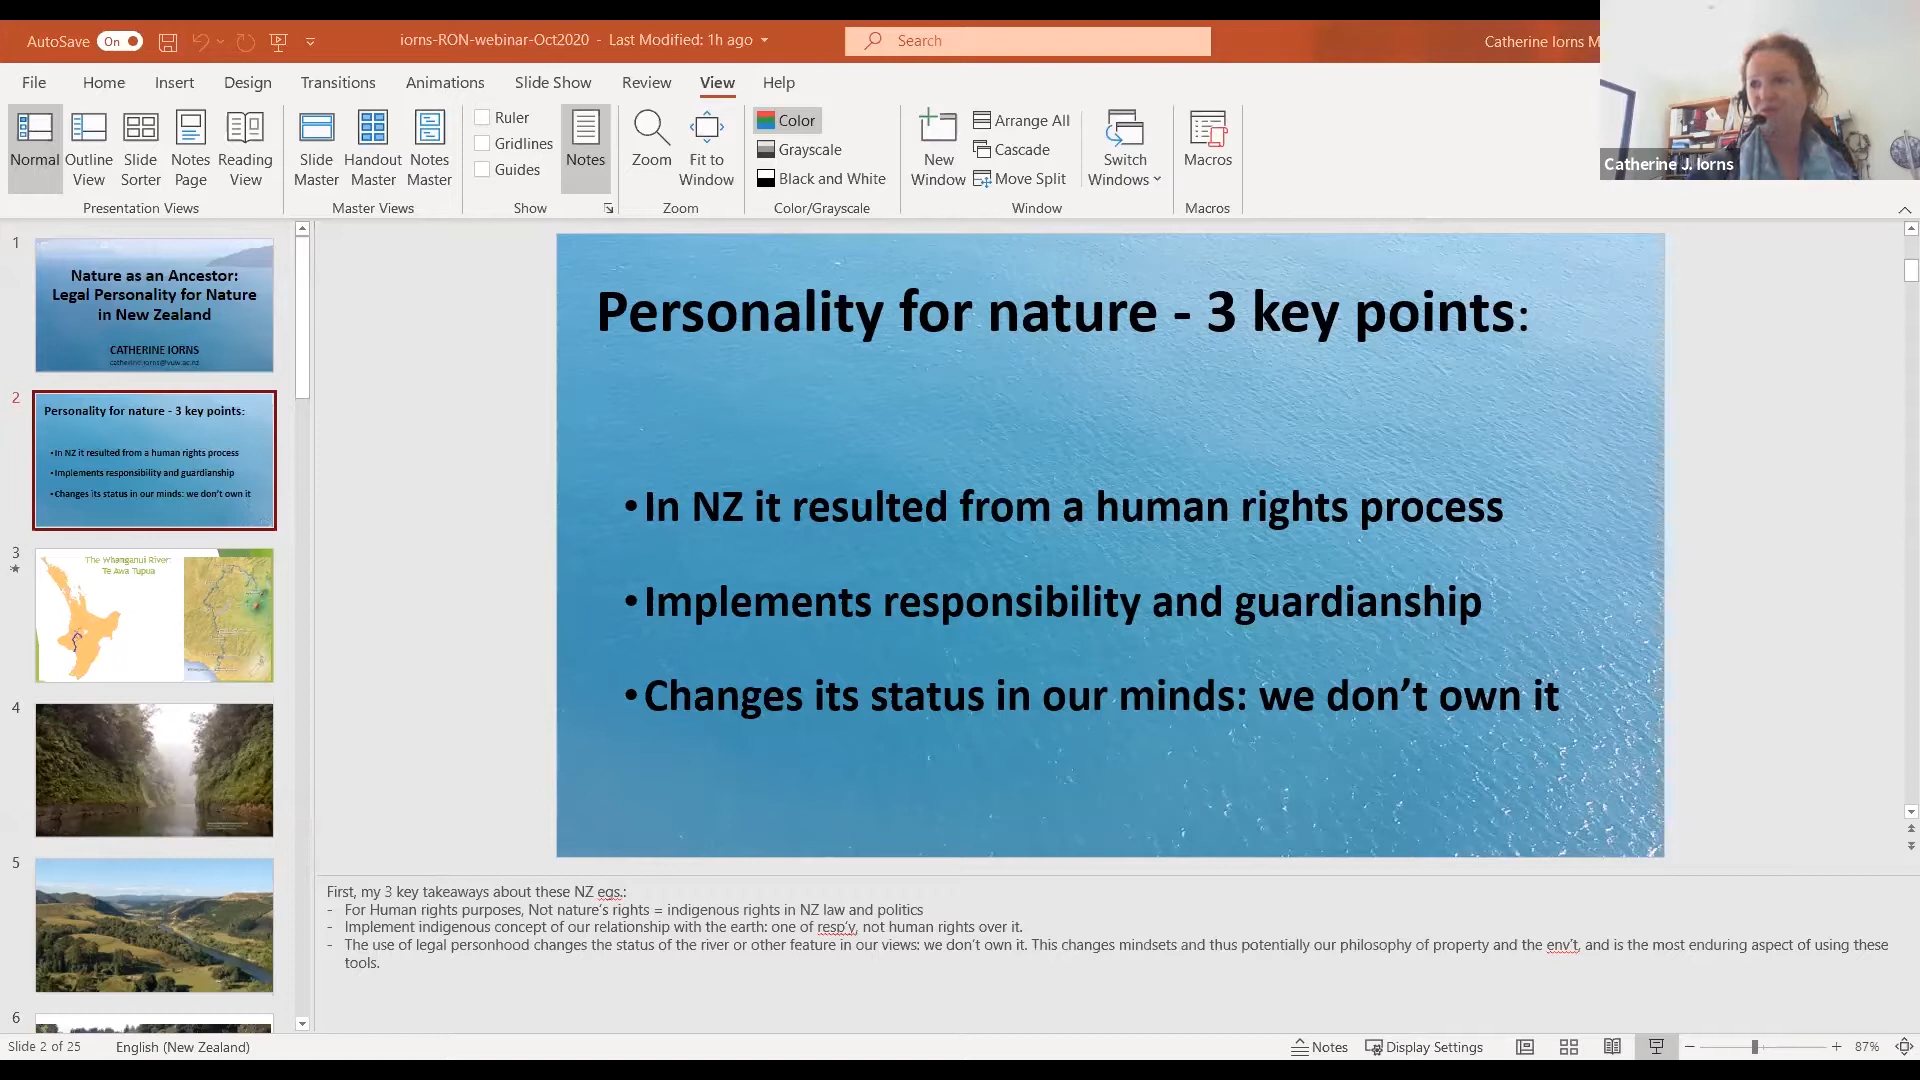 AutoSave On
iorns-RON-webinar-Oct2020 - Last Modified: 1h ago
Search
Catherine Iorns M
File Home Insert Design Transitions Animations Slide Show Review View Help
Normal
Outline View
Slide Sorter
Notes Page
Reading View
Presentation Views
Slide Master
Handout Master
Notes Master
Master Views
Ruler
Gridlines
Guides
Show
Notes
Zoom
Fit to Window
Zoom
Color
Grayscale
Black and White
Color/Grayscale
New Window
Arrange All
Cascade
Move Split
Switch Windows
Window
Macros
Macros
Catherine J. Iorns
1
Nature as an Ancestor:
Legal Personality for Nature
in New Zealand
CATHERINE IORNS
catherine.iorns@vuw.ac.nz
2
Personality for nature - 3 key points:
•In NZ it resulted from a human rights process
•Implements responsibility and guardianship
•Changes its status in our minds: we don't own it
3
The Whanganui River:
Te Awa Tupua
4
5
6
Personality for nature - 3 key points:
•In NZ it resulted from a human rights process
•Implements responsibility and guardianship
•Changes its status in our minds: we don't own it
First, my 3 key takeaways about these NZ egs.:
- For Human rights purposes, Not nature's rights = indigenous rights in NZ law and politics
- Implement indigenous concept of our relationship with the earth: one of resp'y, not human rights over it.
- The use of legal personhood changes the status of the river or other feature in our views: we don't own it. This changes mindsets and thus potentially our philosophy of property and the env't, and is the most enduring aspect of using these
tools.
Slide 2 of 25
English (New Zealand)
Notes
Display Settings
87%